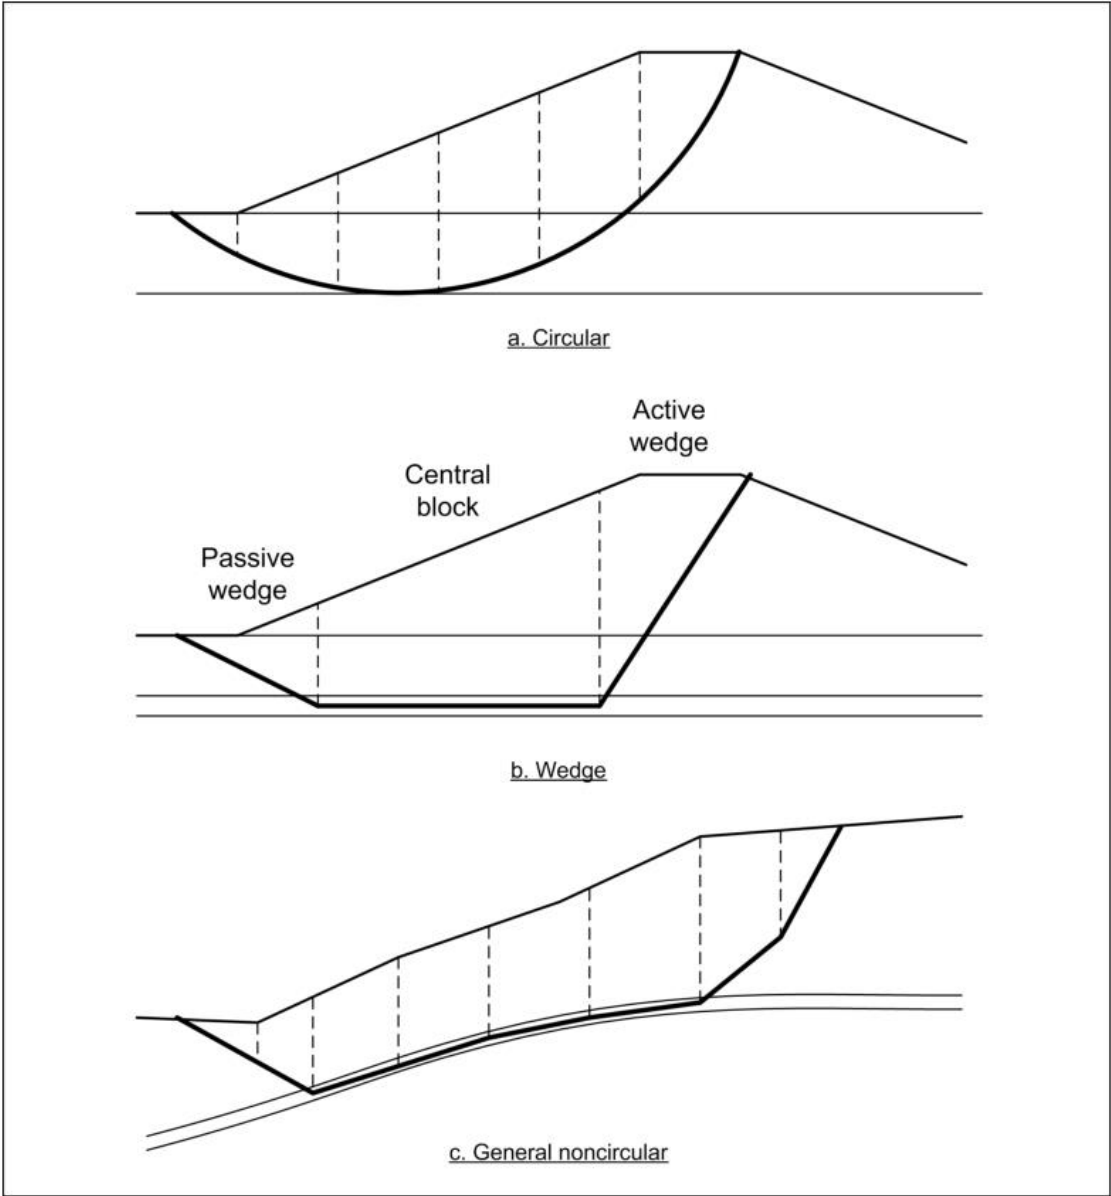 a. Circular
Active
wedge
Central
block
Passive
wedge
b. Wedge
c. General noncircular